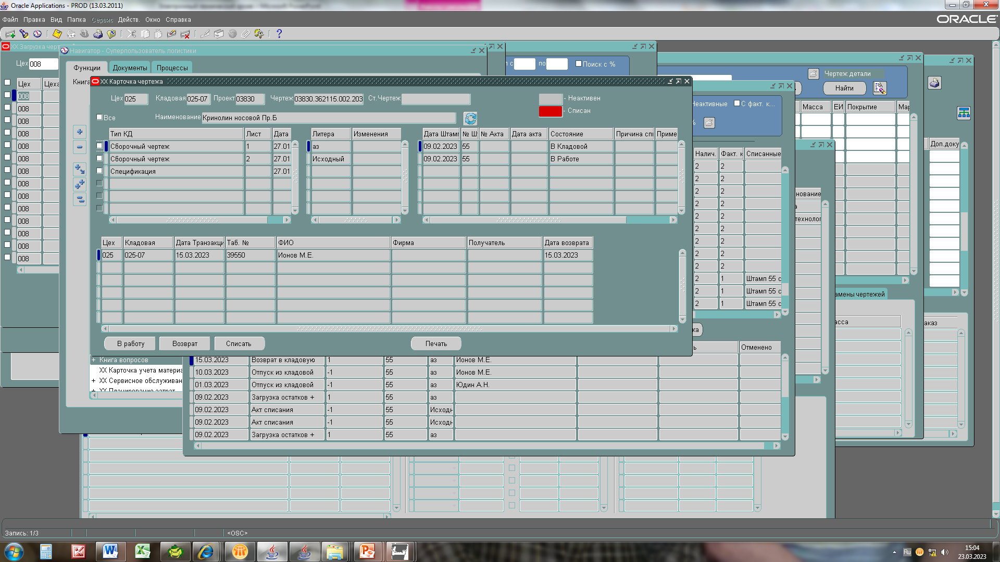 Oracle Applications - PROD (13.03.2011)
Файл Правка Вид Папка Сервис Действ. Окно Справка
ORACLE
XX Загрузка черт
Навигатор - Суперпользователь логистики
Цех 008
Функции Документы Процессы
с по Поиск с %
Чертеж детали
Найти
Книга
XX Карточка чертежа
Цех 025 Кладовая 025-07 Проект 03830 Чертеж 03830.362115.002.203 Ст.Чертеж
- Неактивен
- Списан
Все Наименование Кринолин носовой Пр.Б
Тип КД Лист Дата
Сборочный чертеж 1 27.01
Сборочный чертеж 2 27.01
Спецификация 27.01
Литера Изменения
аз
Исходный
Дата Штамп № Ш № Акта Дата акта Состояние Причина спи Приме
09.02.2023 55 В Кладовой
09.02.2023 55 В Работе
Цех Кладовая Дата Транзакци Таб. № ФИО Фирма Получатель Дата возврата
025 025-07 15.03.2023 39550 Ионов М.Е. 15.03.2023
В работу Возврат Списать Печать
Цех Цеха
008
008
008
008
008
008
008
008
008
008
008
008
008
008
Неактивные С факт. к...
%
Масса ЕИ Покрытие Мар
Налич. Факт. к Списанные
2 2
2 2
2 2
2 2
2 2
2 2
2 2
2 2
2 2
2 1 Штамп 55 с
2 1 Штамп 55 с
2 1 Штамп 55 с
нование
а
технолог
Доп.доку
амены чертежей
асса
аказ
ка
ь Отменено
+ Книга вопросов
XX Карточка учета материа
+ XX Сервисное обслуживан
+ XX Планирование затрат
15.03.2023 Возврат в кладовую 1 55 аз Ионов М.Е.
10.03.2023 Отпуск из кладовой -1 55 аз Ионов М.Е.
01.03.2023 Отпуск из кладовой -1 55 аз Юдин А.Н.
09.02.2023 Загрузка остатков + 1 55 аз
09.02.2023 Акт списания -1 55 Исходн
09.02.2023 Акт списания -1 55 Исходн
09.02.2023 Загрузка остатков + 1 55 аз
Запись: 1/3 <OSC>
Ru
15:04
23.03.2023